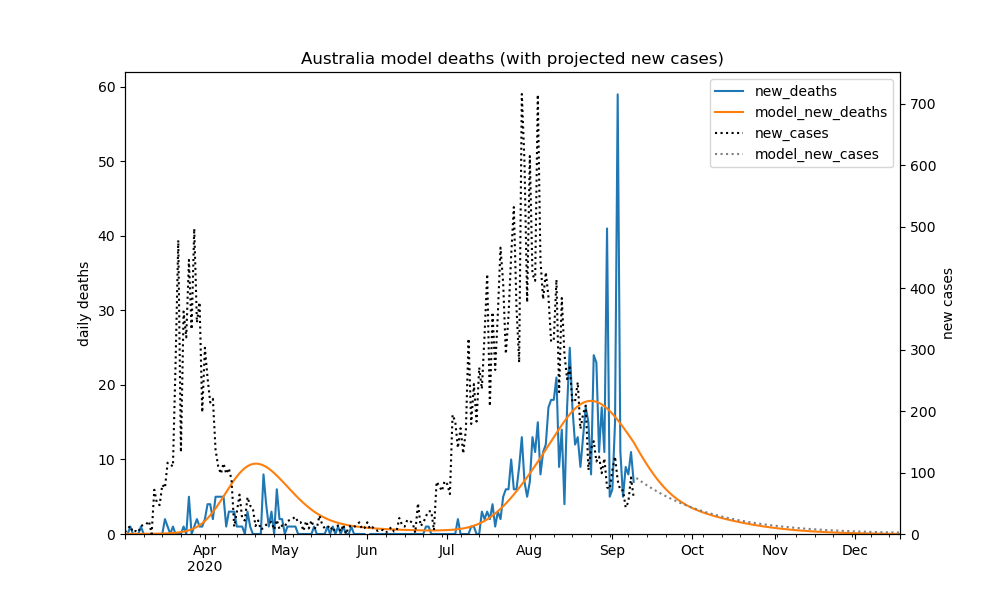 Australia model deaths (with projected new cases)
new_deaths
model_new_deaths
new_cases
model_new_cases
daily deaths
60
50
40
30
20
10
0
700
600
500
400
300
200
100
0
new cases
Apr
2020
May
Jun
Jul
Aug
Sep
Oct
Nov
Dec